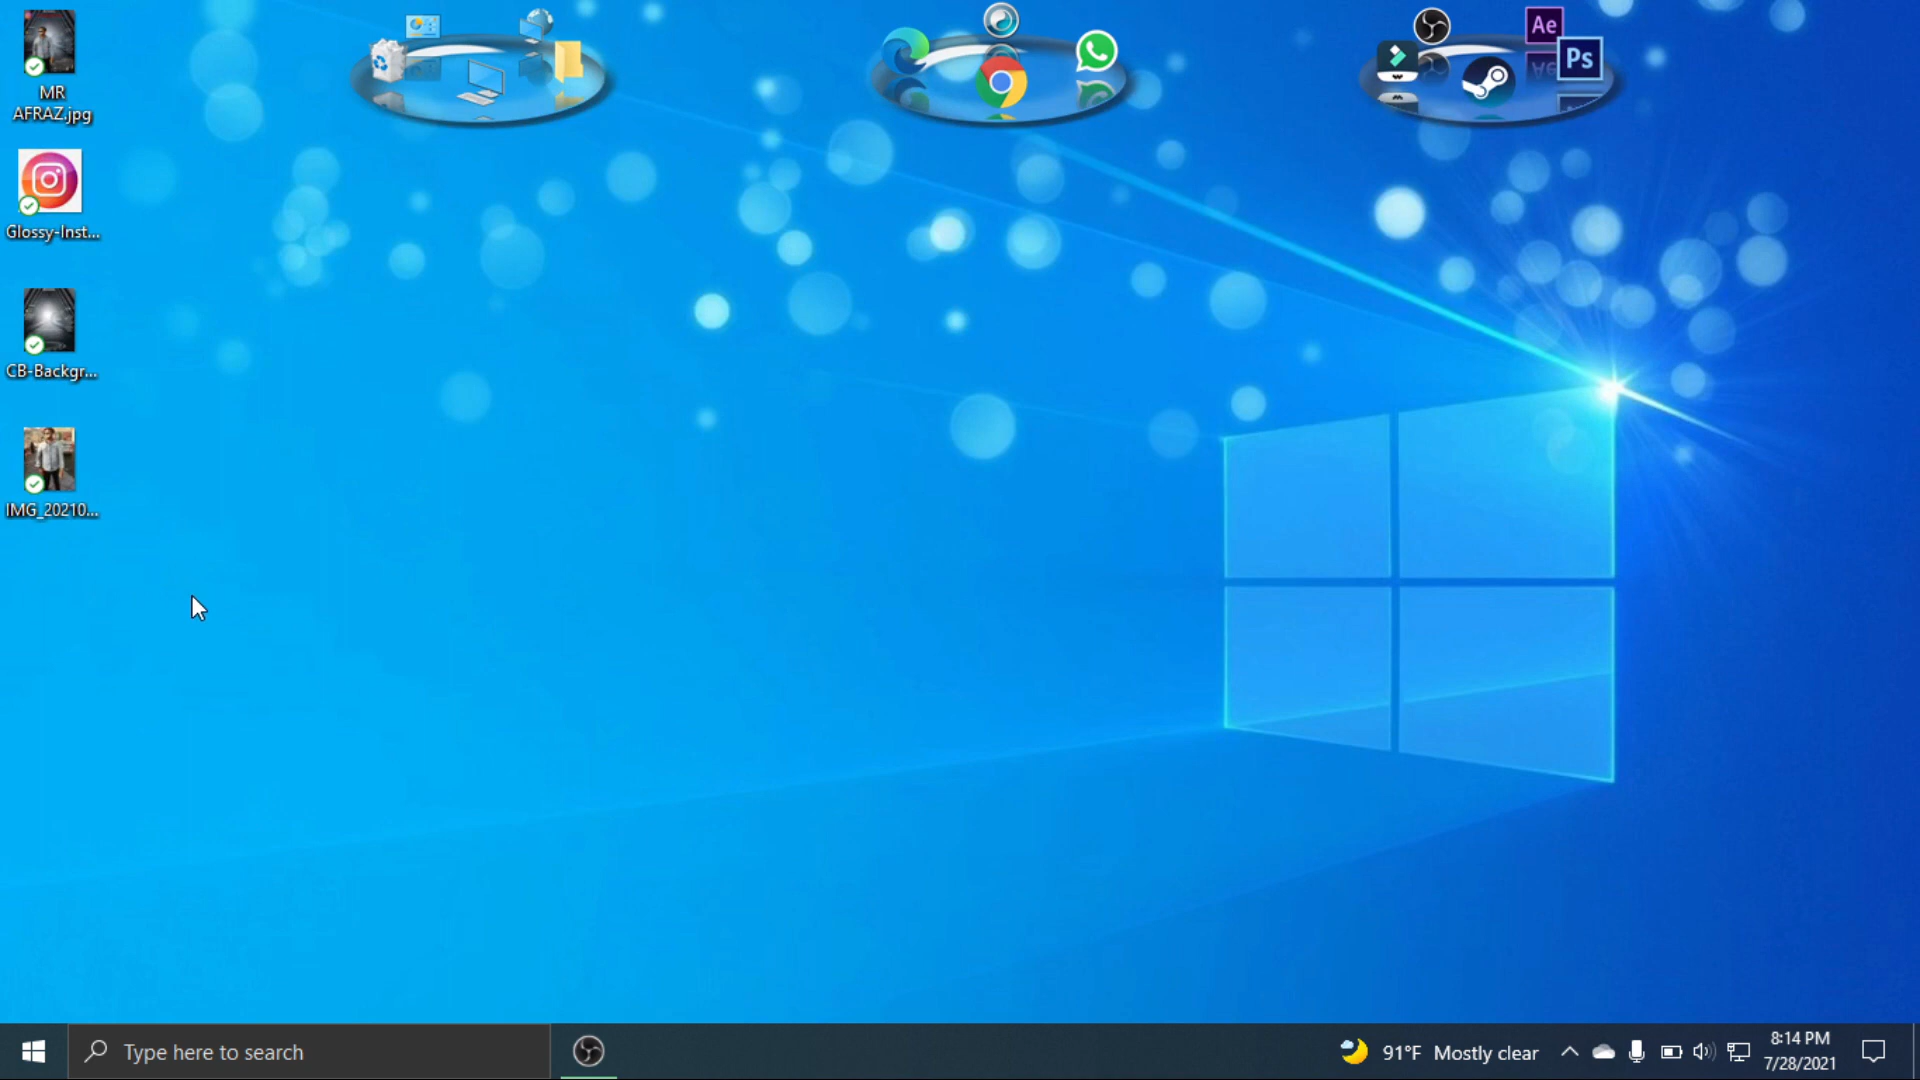 MR
AFRAZ.jpg
Glossy-Inst...
CB-Backgr...
IMG_20210...
Ae
Ps
Type here to search
91°F Mostly clear
8:14 PM
7/28/2021